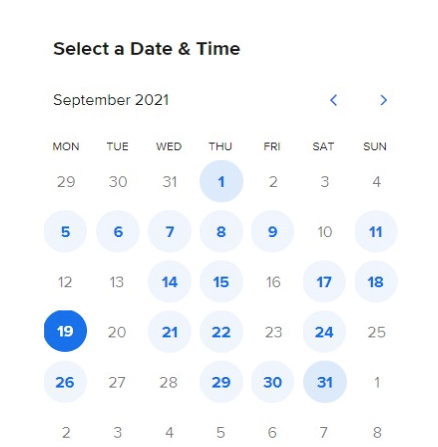 Select a Date & Time
September 2021
MON TUE WED THU FRI SAT SUN
29 30 31 1 2 3 4
5 6 7 8 9 10 11
12 13 14 15 16 17 18
19 20 21 22 23 24 25
26 27 28 29 30 31 1
2 3 4 5 6 7 8